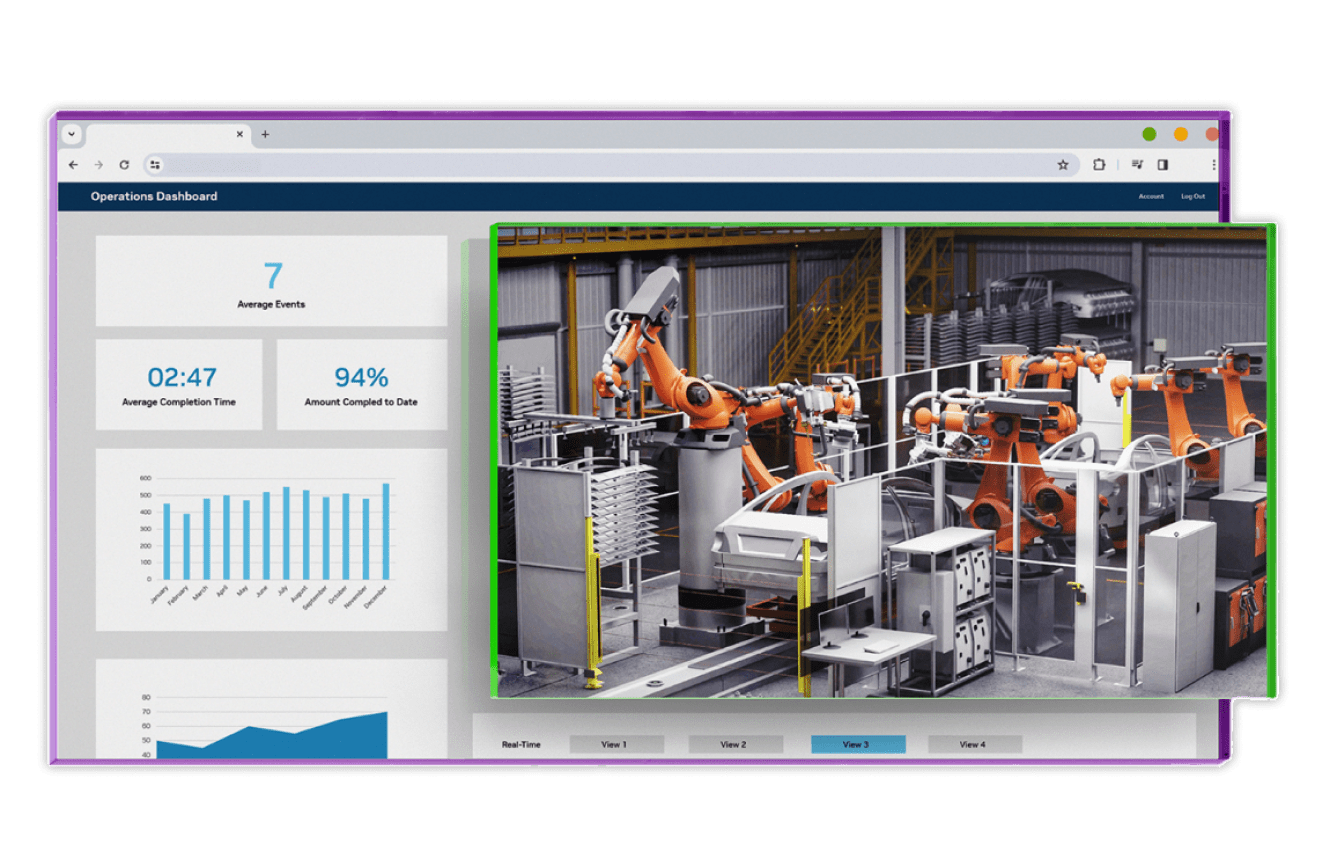 Operations Dashboard
Account
Log Out
7
Average Events
02:47
Average Completion Time
94%
Amount Compled to Date
600
500
400
300
200
100
0
January
February
March
April
May
June
July
August
September
October
November
December
80
70
60
50
40
Real-Time
View 1
View 2
View 3
View 4